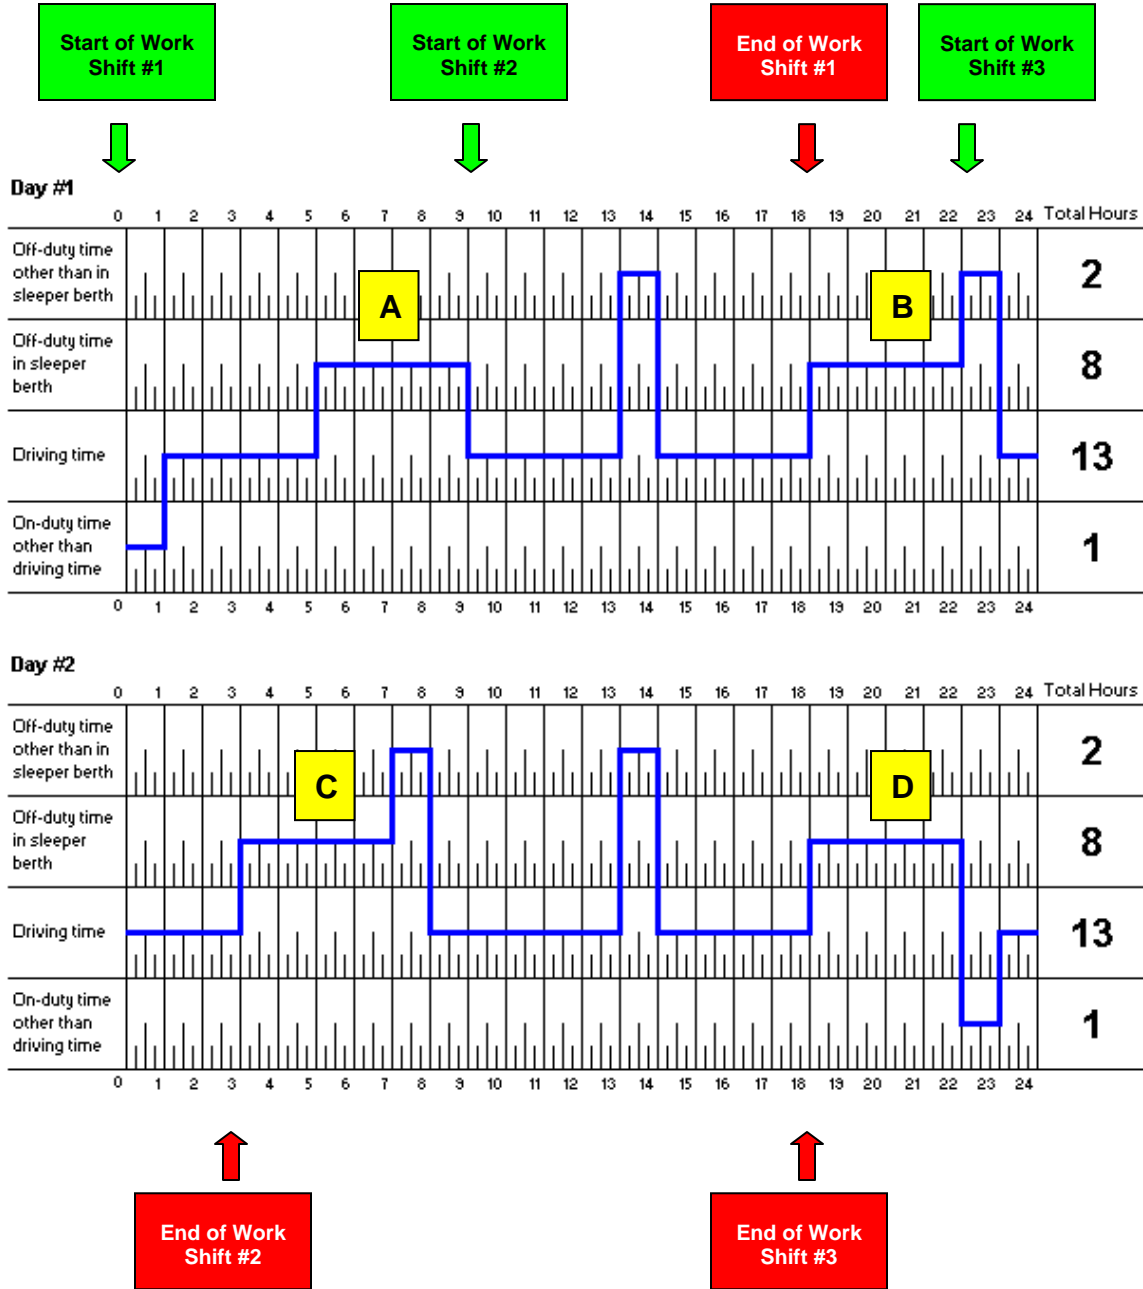 Start of Work
Shift #1
Start of Work
Shift #2
End of Work
Shift #1
Start of Work
Shift #3
Day #1
0 1 2 3 4 5 6 7 8 9 10 11 12 13 14 15 16 17 18 19 20 21 22 23 24 Total Hours
Off-duty time
other than in
sleeper berth
2
A
B
Off-duty time
in sleeper
berth
8
Driving time
13
On-duty time
other than
driving time
1
0 1 2 3 4 5 6 7 8 9 10 11 12 13 14 15 16 17 18 19 20 21 22 23 24
Day #2
0 1 2 3 4 5 6 7 8 9 10 11 12 13 14 15 16 17 18 19 20 21 22 23 24 Total Hours
Off-duty time
other than in
sleeper berth
2
C
D
Off-duty time
in sleeper
berth
8
Driving time
13
On-duty time
other than
driving time
1
0 1 2 3 4 5 6 7 8 9 10 11 12 13 14 15 16 17 18 19 20 21 22 23 24
End of Work
Shift #2
End of Work
Shift #3